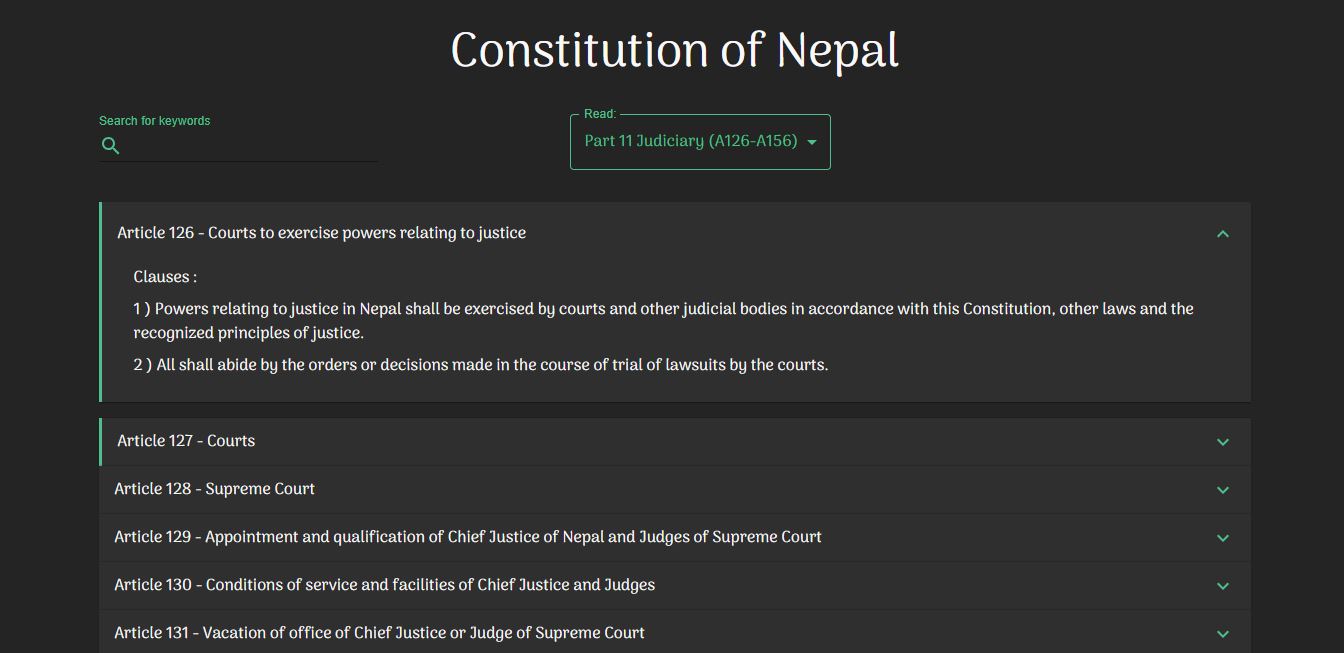 Constitution of Nepal
Search for keywords
Read:
Part 11 Judiciary (A126-A156)
Article 126 - Courts to exercise powers relating to justice
Clauses :
1 ) Powers relating to justice in Nepal shall be exercised by courts and other judicial bodies in accordance with this Constitution, other laws and the
recognized principles of justice.
2 ) All shall abide by the orders or decisions made in the course of trial of lawsuits by the courts.
Article 127 - Courts
Article 128 - Supreme Court
Article 129 - Appointment and qualification of Chief Justice of Nepal and Judges of Supreme Court
Article 130 - Conditions of service and facilities of Chief Justice and Judges
Article 131 - Vacation of office of Chief Justice or Judge of Supreme Court